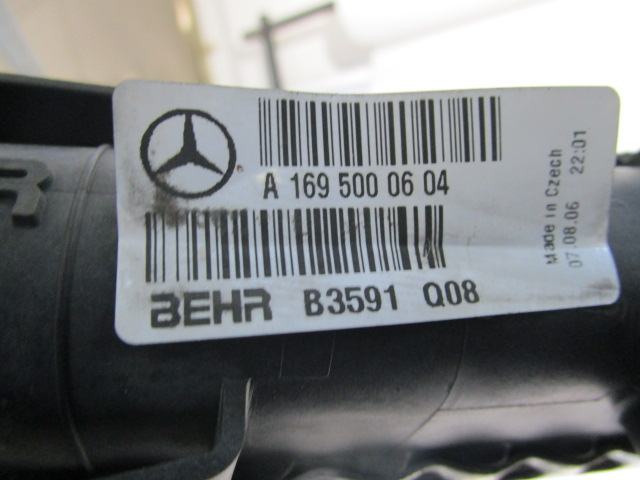 A 169 500 06 04
BEHR B3591 Q08
Made in Czech
07.08.06 22:01
R